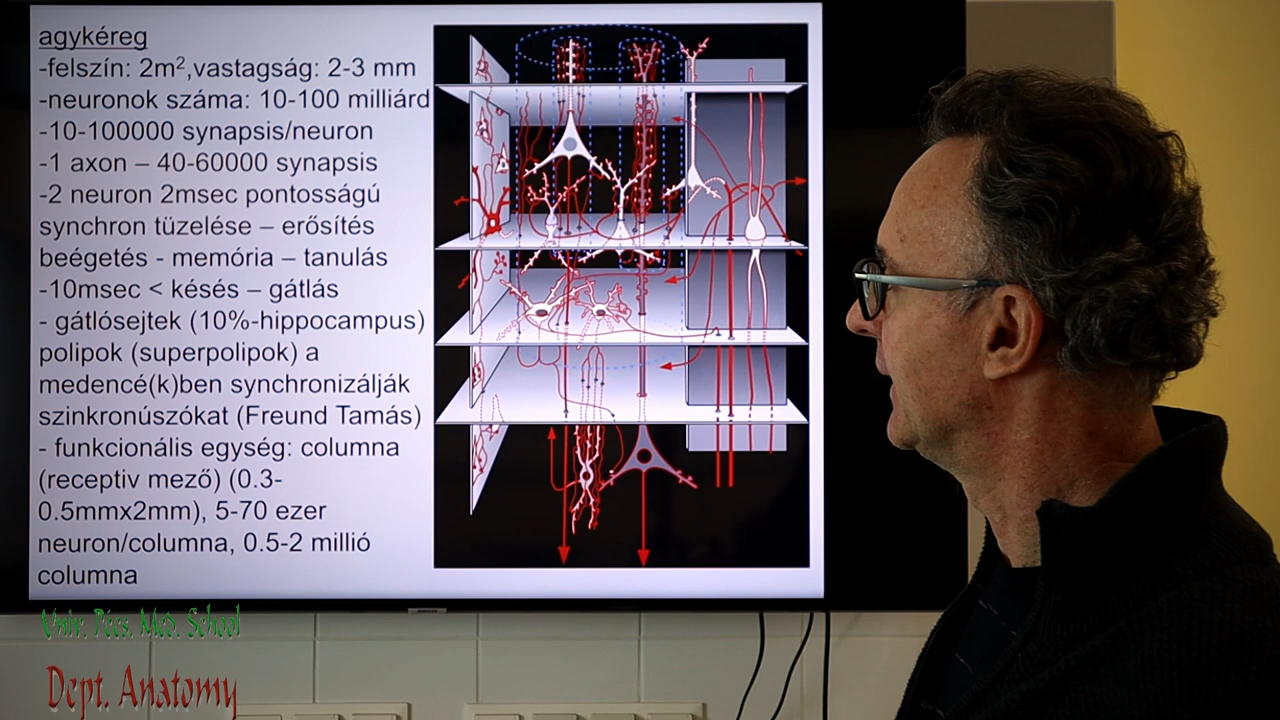 agykéreg
-felszín: 2m²,vastagság: 2-3 mm
-neuronok száma: 10-100 milliárd
-10-100000 synapsis/neuron
-1 axon – 40-60000 synapsis
-2 neuron 2msec pontosságú
synchron tüzelése – erősítés
beégetés - memória – tanulás
-10msec < késés – gátlás
- gátlósejtek (10%-hippocampus)
polipok (superpolipok) a
medencé(k)ben synchronizálják
szinkronúszókat (Freund Tamás)
- funkcionális egység: columna
(receptiv mező) (0.3-
0.5mmx2mm), 5-70 ezer
neuron/columna, 0.5-2 millió
columna
Univ. Pécs. Med. School
Dept. Anatomy